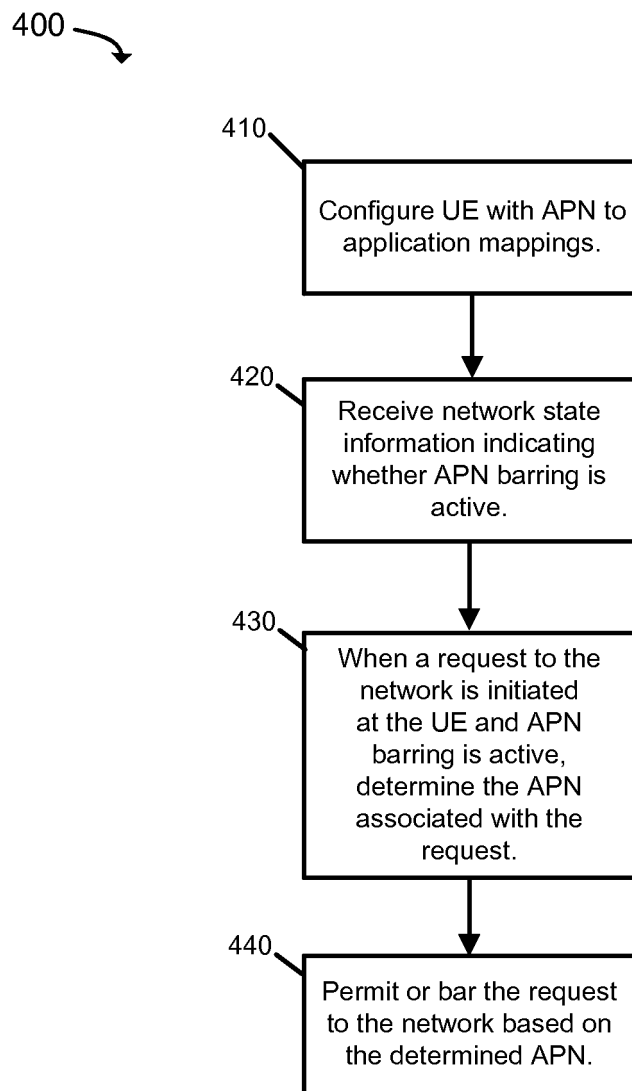 400
410
Configure UE with APN to
application mappings.
420
Receive network state
information indicating
whether APN barring is
active.
430
When a request to the
network is initiated
at the UE and APN
barring is active,
determine the APN
associated with the
request.
440
Permit or bar the request
to the network based on
the determined APN.